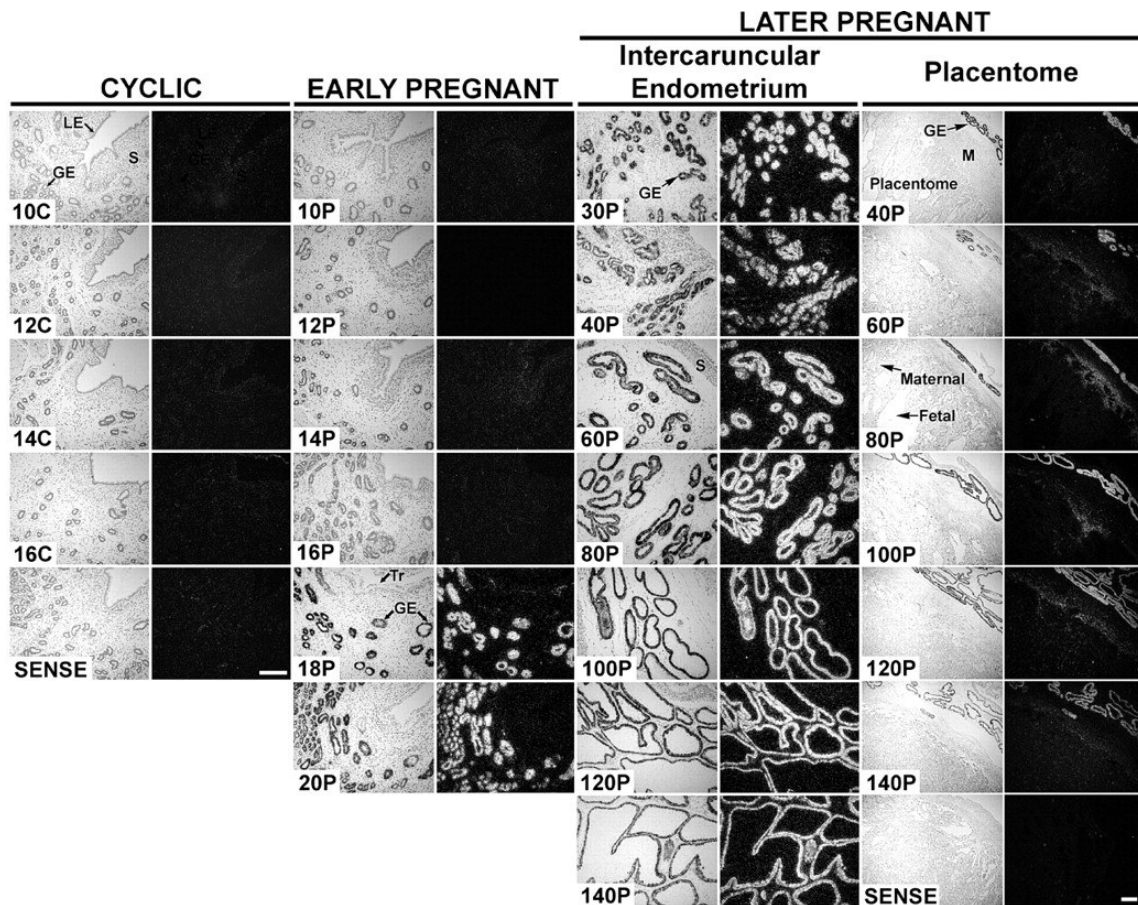 LATER PREGNANT
Intercaruncular
Endometrium
Placentome
CYCLIC
EARLY PREGNANT
LE
S
GE
10C
10P
GE
30P
GE
M
Placentome
40P
12C
12P
40P
60P
14C
14P
S
60P
Maternal
Fetal
80P
16C
16P
80P
100P
SENSE
Tr
GE
18P
100P
120P
20P
120P
140P
140P
SENSE